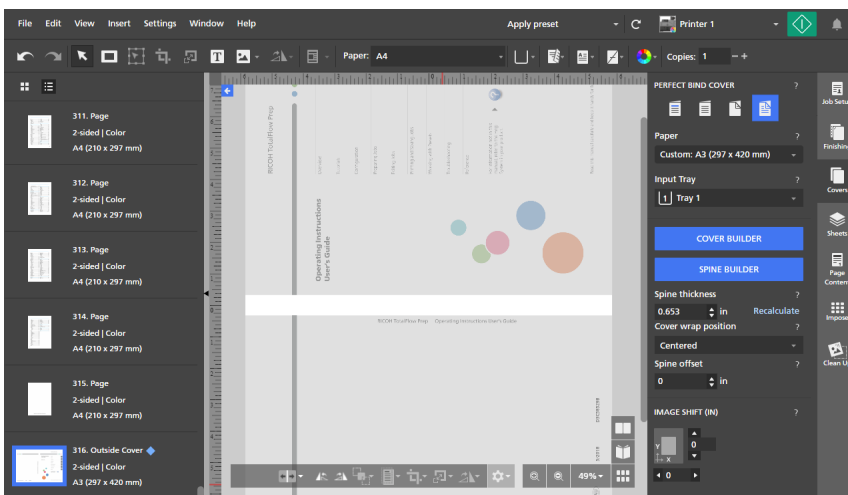 File Edit View Insert Settings Window Help Apply preset Printer 1
Paper: A4 Copies: 1
311. Page
2-sided | Color
A4 (210 x 297 mm)
312. Page
2-sided | Color
A4 (210 x 297 mm)
313. Page
2-sided | Color
A4 (210 x 297 mm)
314. Page
2-sided | Color
A4 (210 x 297 mm)
315. Page
2-sided | Color
A4 (210 x 297 mm)
316. Outside Cover
2-sided | Color
A3 (297 x 420 mm)
RICOH TotalFlow Prep
Operating Instructions
User's Guide
RICOH TotalFlow Prep Operating Instructions User's Guide
49%
PERFECT BIND COVER ?
Paper ?
Custom: A3 (297 x 420 mm)
Input Tray ?
1 Tray 1
COVER BUILDER
SPINE BUILDER
Spine thickness ?
0.653 in Recalculate
Cover wrap position ?
Centered
Spine offset ?
0 in
IMAGE SHIFT (IN) ?
Y 0
X
0
Job Setu
Finishin
Covers
Sheets
Page
Conten
Impose
Clean U